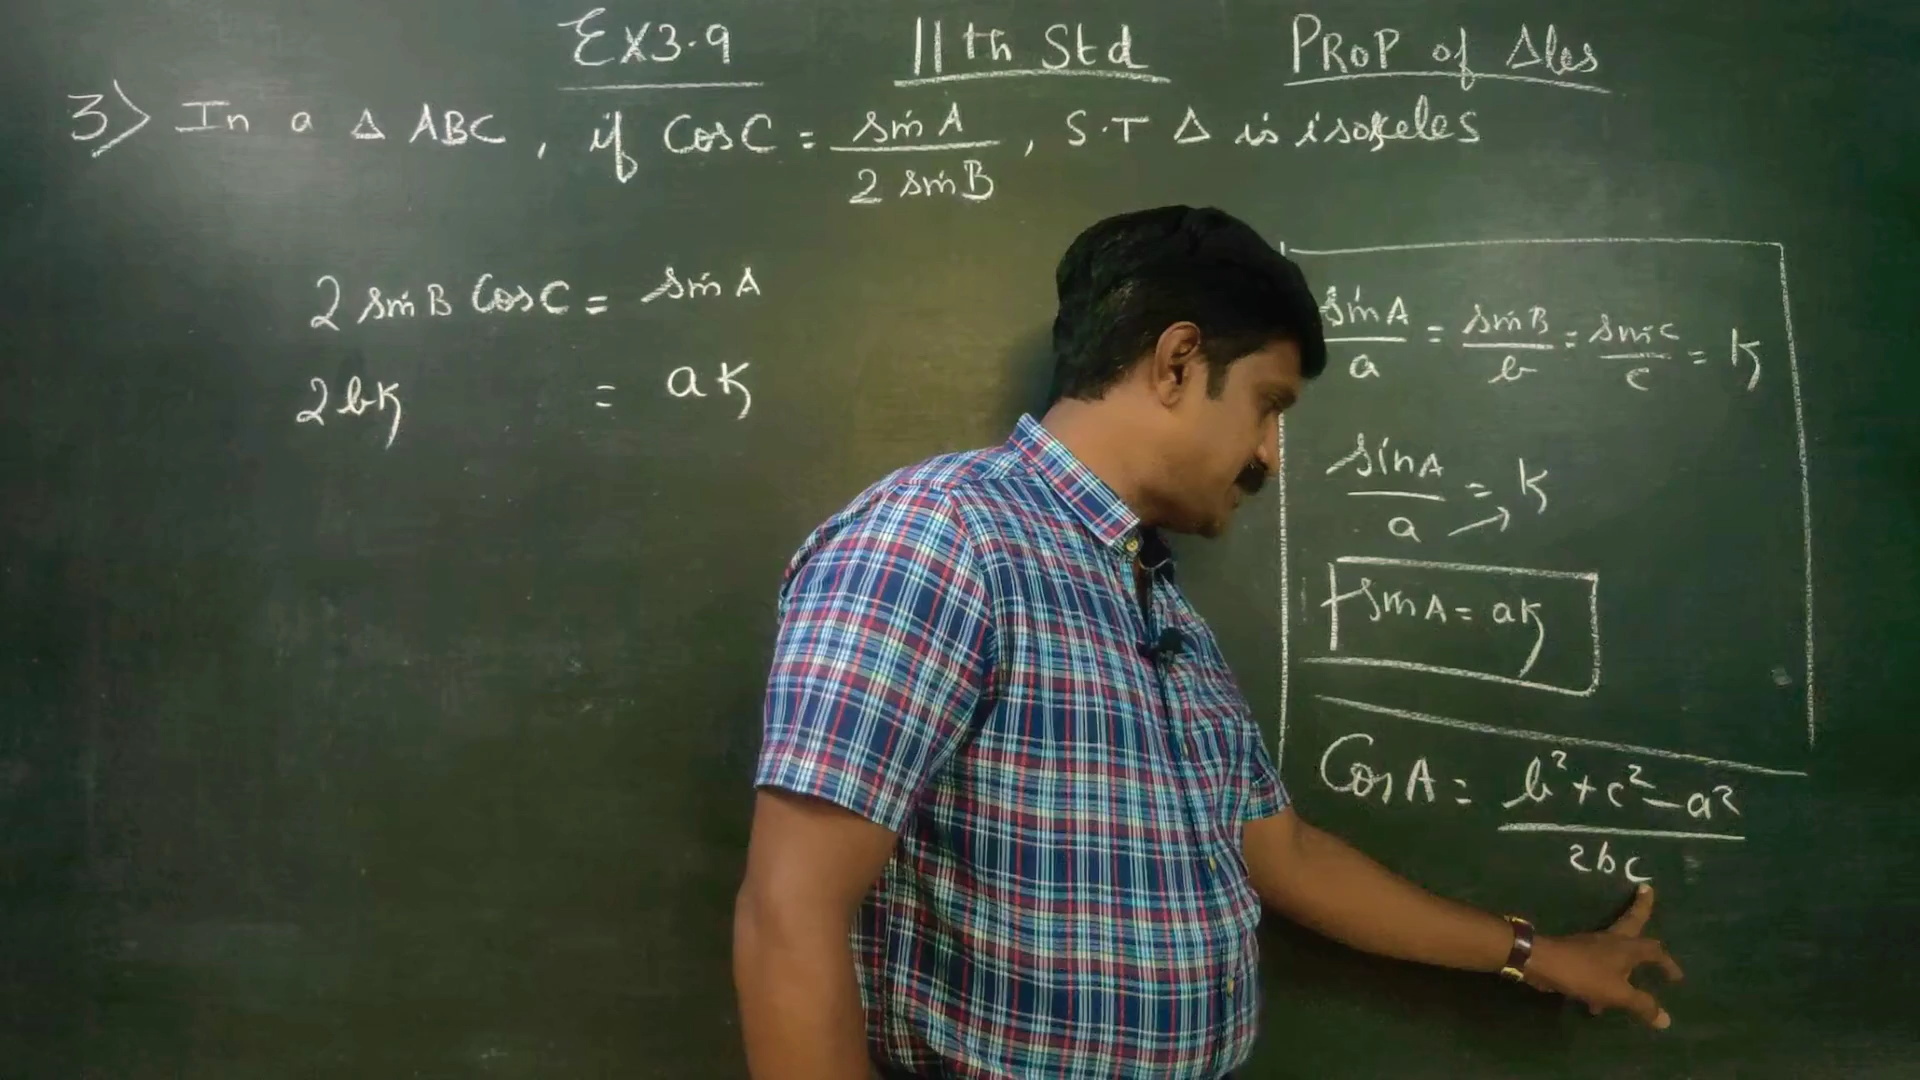 Ex 3.9 11th Std PROP of Δles
3) In a Δ ABC, if CosC = sinA / 2 sinB, S.T Δ is isosceles
2 sinB CosC = sinA
2bk = ak
sinA / a = sinB / b = sinC / c = k
sinA / a = k
sinA = ak
CosA = b² + c² - a² / 2bc